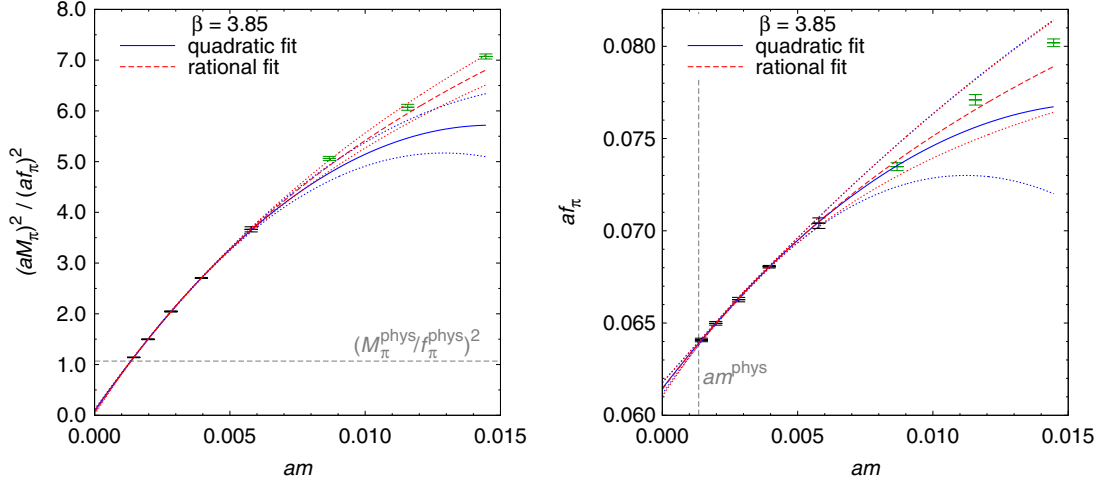 β = 3.85
quadratic fit
rational fit
(aM_π)^2 / (af_π)^2
8.0
7.0
6.0
5.0
4.0
3.0
2.0
1.0
0.0
(M_π^phys/f_π^phys)^2
0.000 0.005 0.010 0.015
am
β = 3.85
quadratic fit
rational fit
af_π
0.080
0.075
0.070
0.065
0.060
am^phys
0.000 0.005 0.010 0.015
am